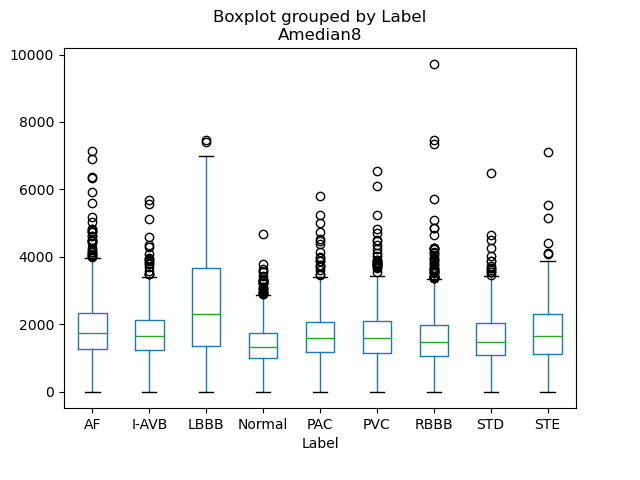 Boxplot grouped by Label
Amedian8
10000
8000
6000
4000
2000
0
AF I-AVB LBBB Normal PAC PVC RBBB STD STE
Label